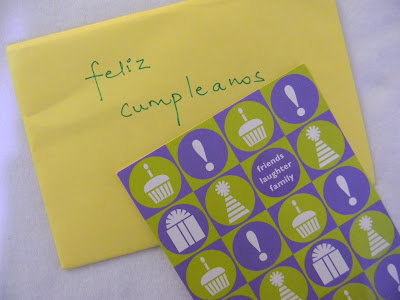 feliz
cumpleanos
friends
laughter
family